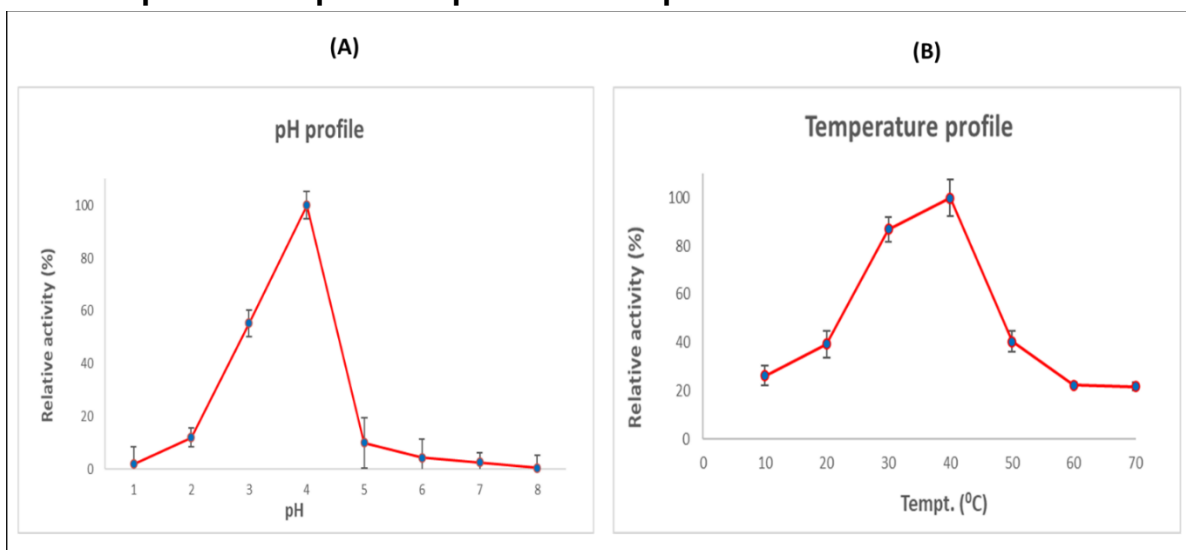 (A)
(B)
pH profile
Relative activity (%)
100
80
60
40
20
0
1 2 3 4 5 6 7 8
pH
Temperature profile
Relative activity (%)
100
80
60
40
20
0
0 10 20 30 40 50 60 70
Tempt. (⁰C)